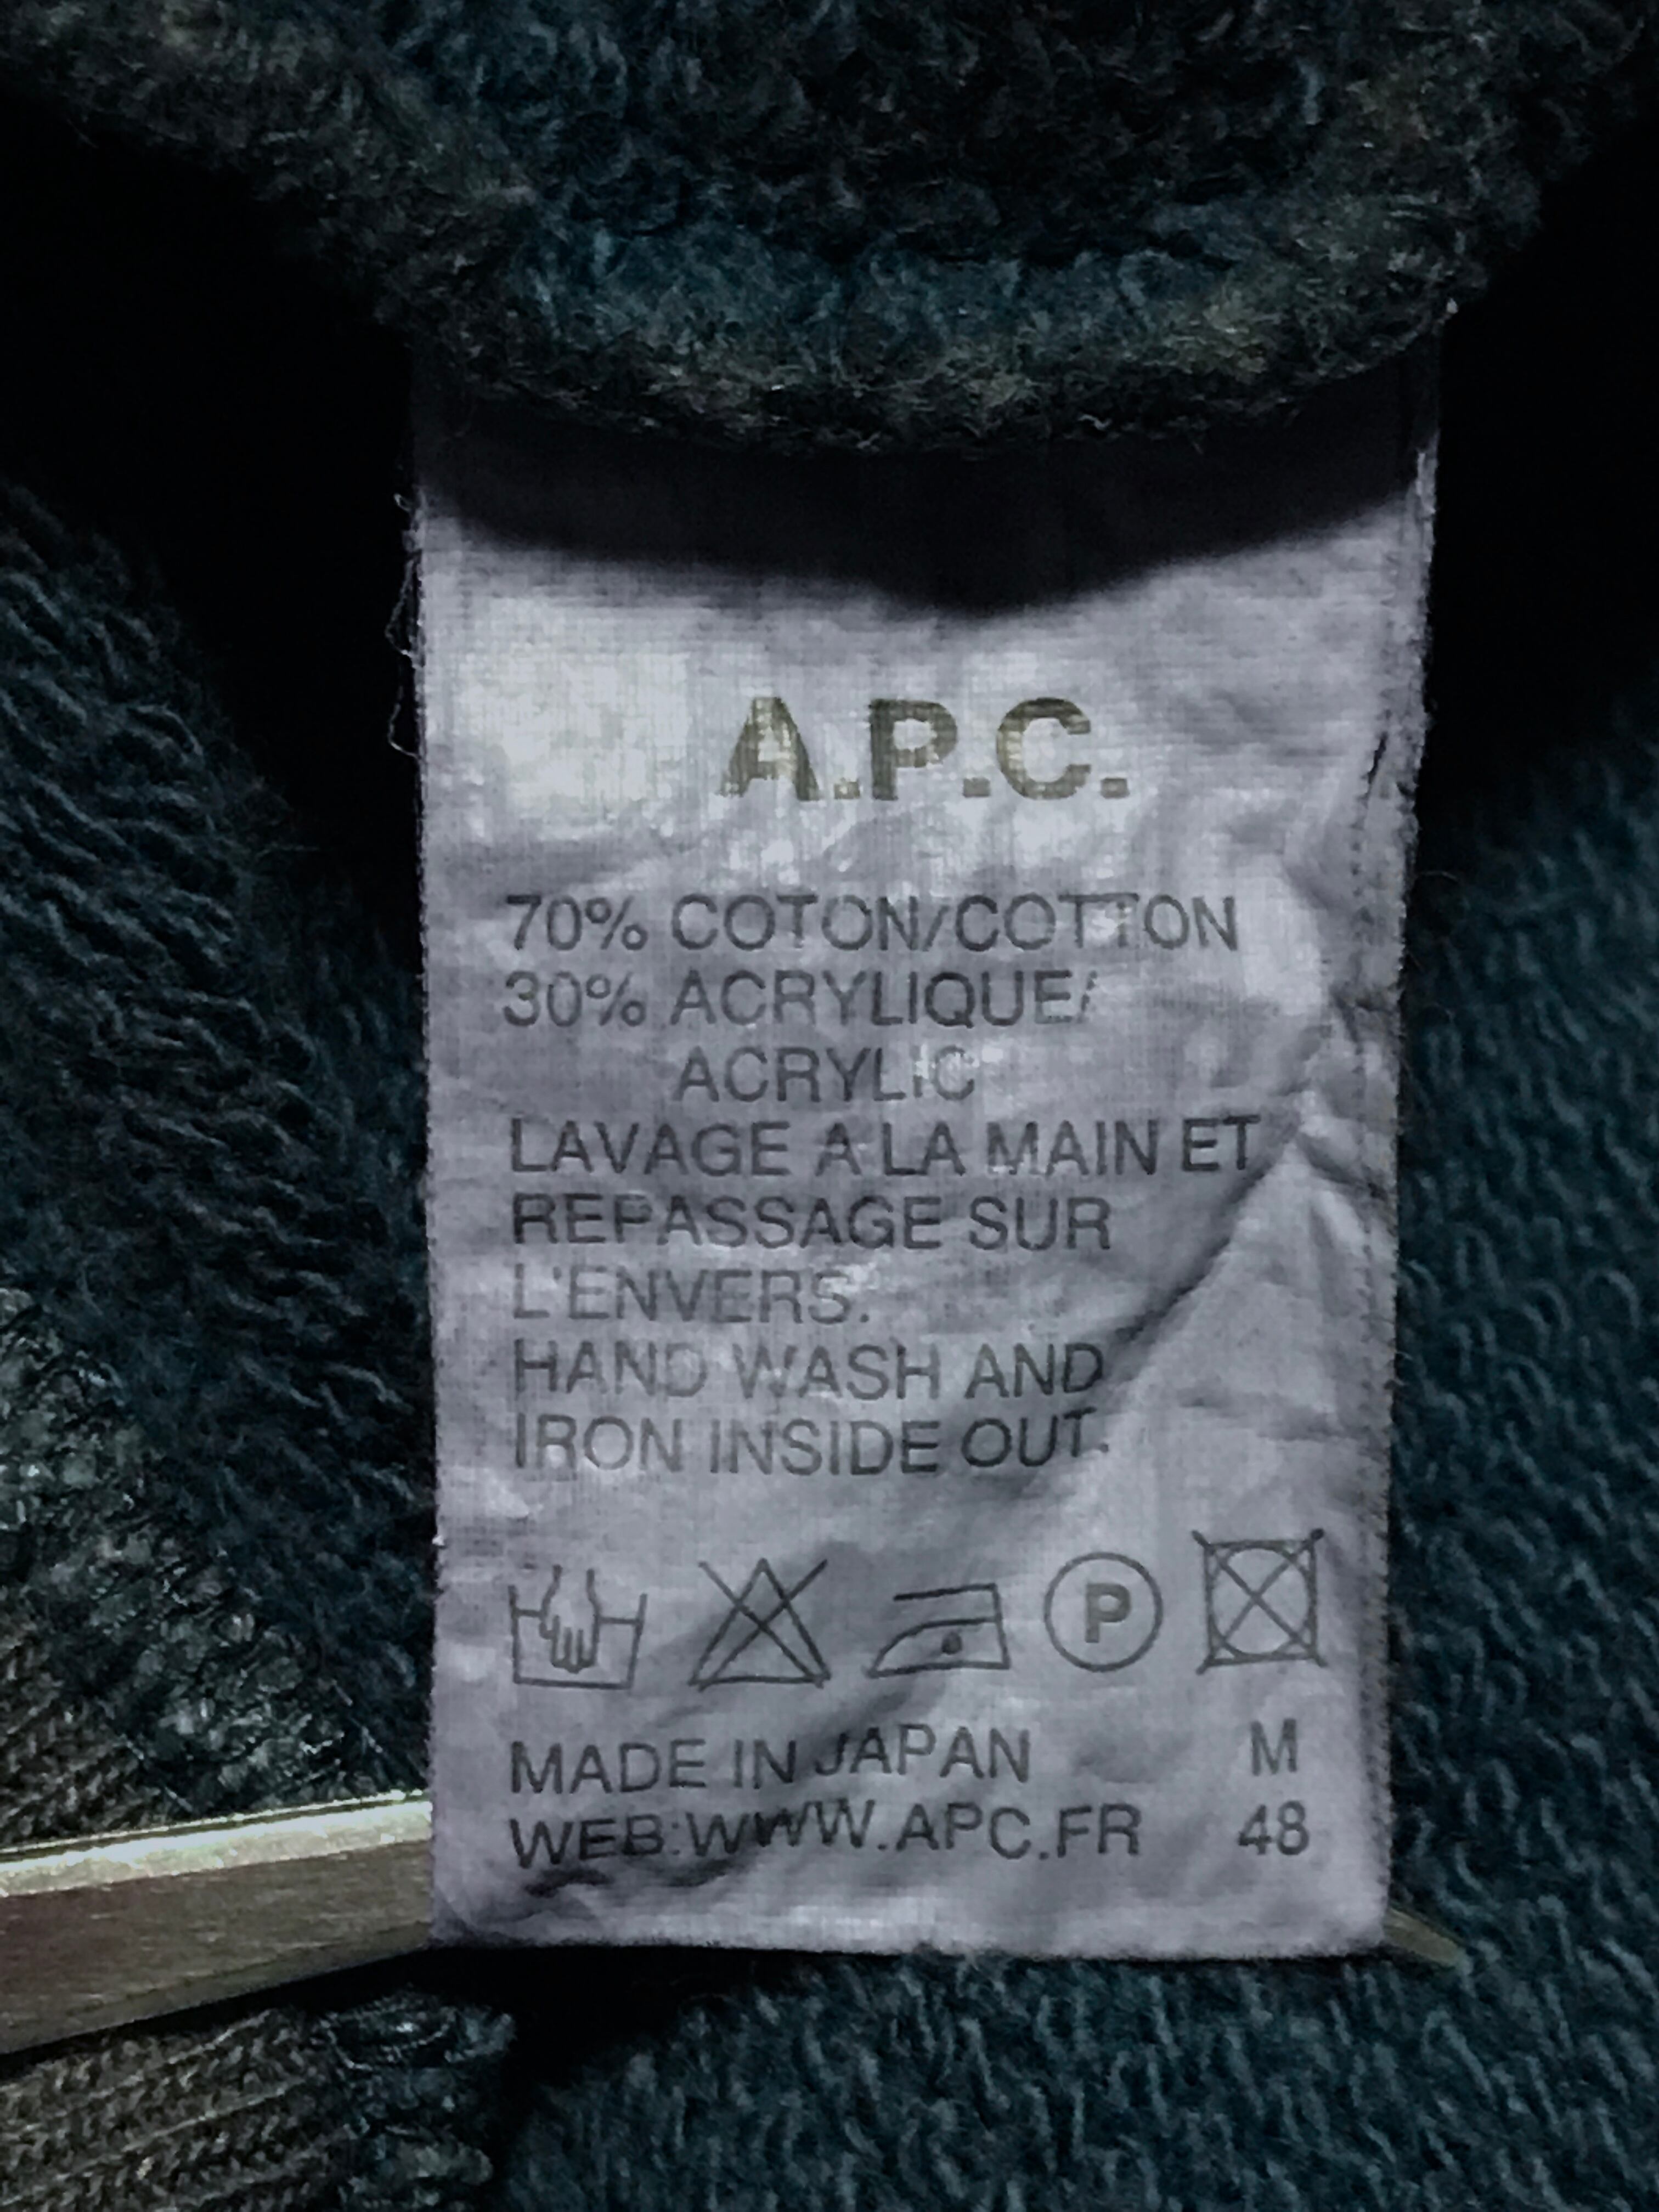 A.P.C.
70% COTON/COTTON
30% ACRYLIQUE/
ACRYLIC
LAVAGE A LA MAIN ET
REPASSAGE SUR
L'ENVERS.
HAND WASH AND
IRON INSIDE OUT.
P
MADE IN JAPAN M
WEB:WWW.APC.FR 48